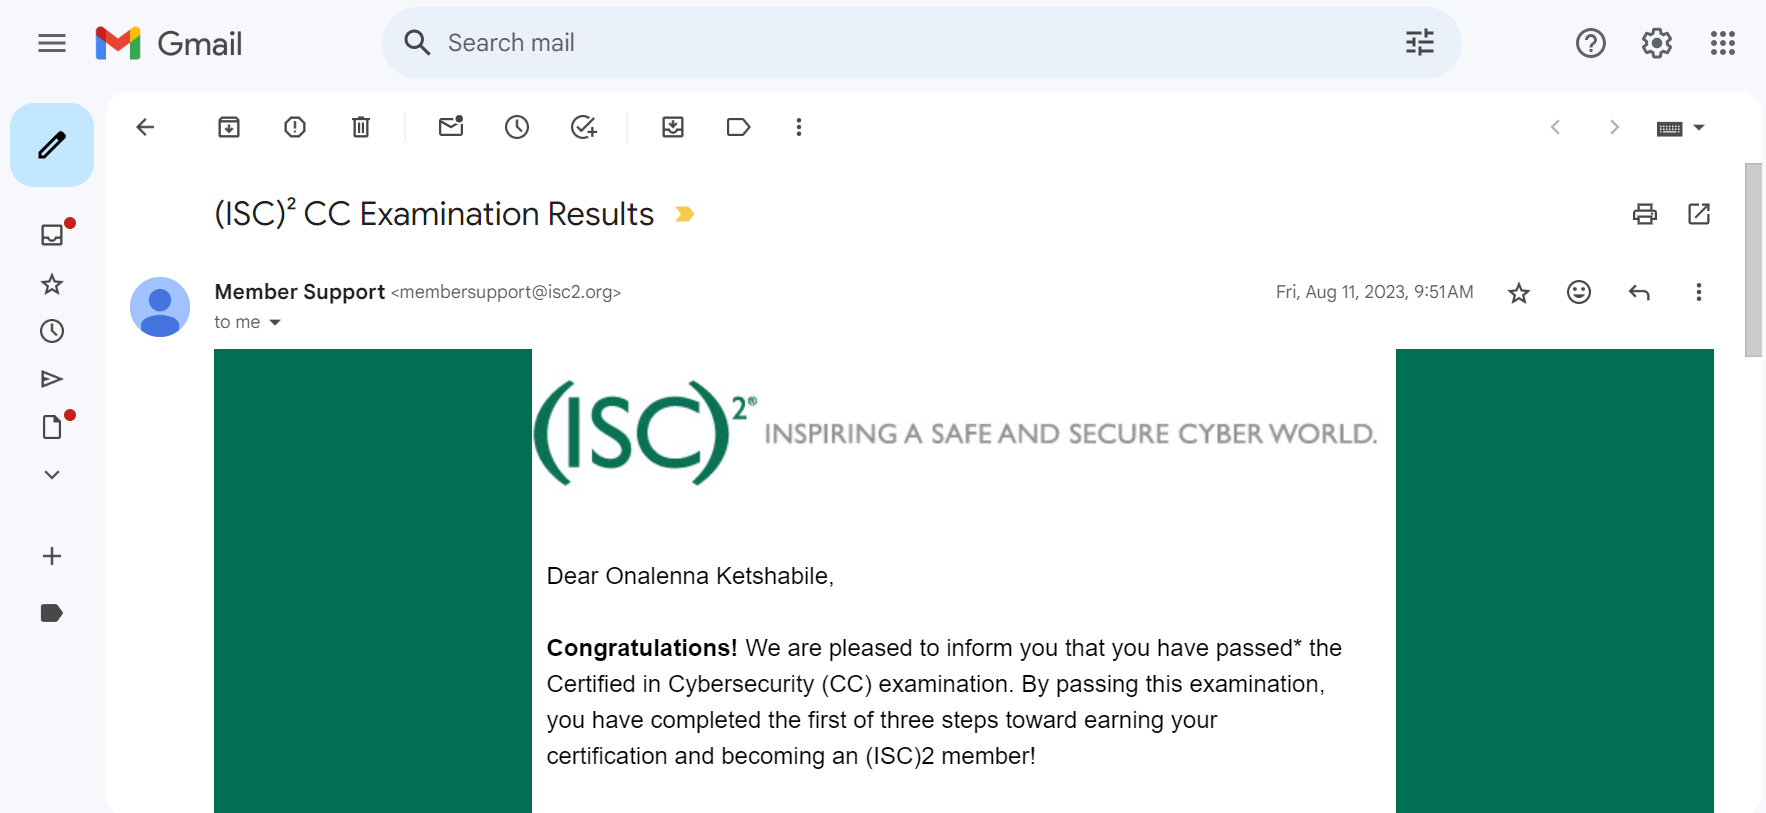 Gmail
Search mail
(ISC)² CC Examination Results
Member Support <membersupport@isc2.org>
Fri, Aug 11, 2023, 9:51 AM
to me
(ISC)²® INSPIRING A SAFE AND SECURE CYBER WORLD.
Dear Onalenna Ketshabile,
Congratulations! We are pleased to inform you that you have passed* the
Certified in Cybersecurity (CC) examination. By passing this examination,
you have completed the first of three steps toward earning your
certification and becoming an (ISC)2 member!